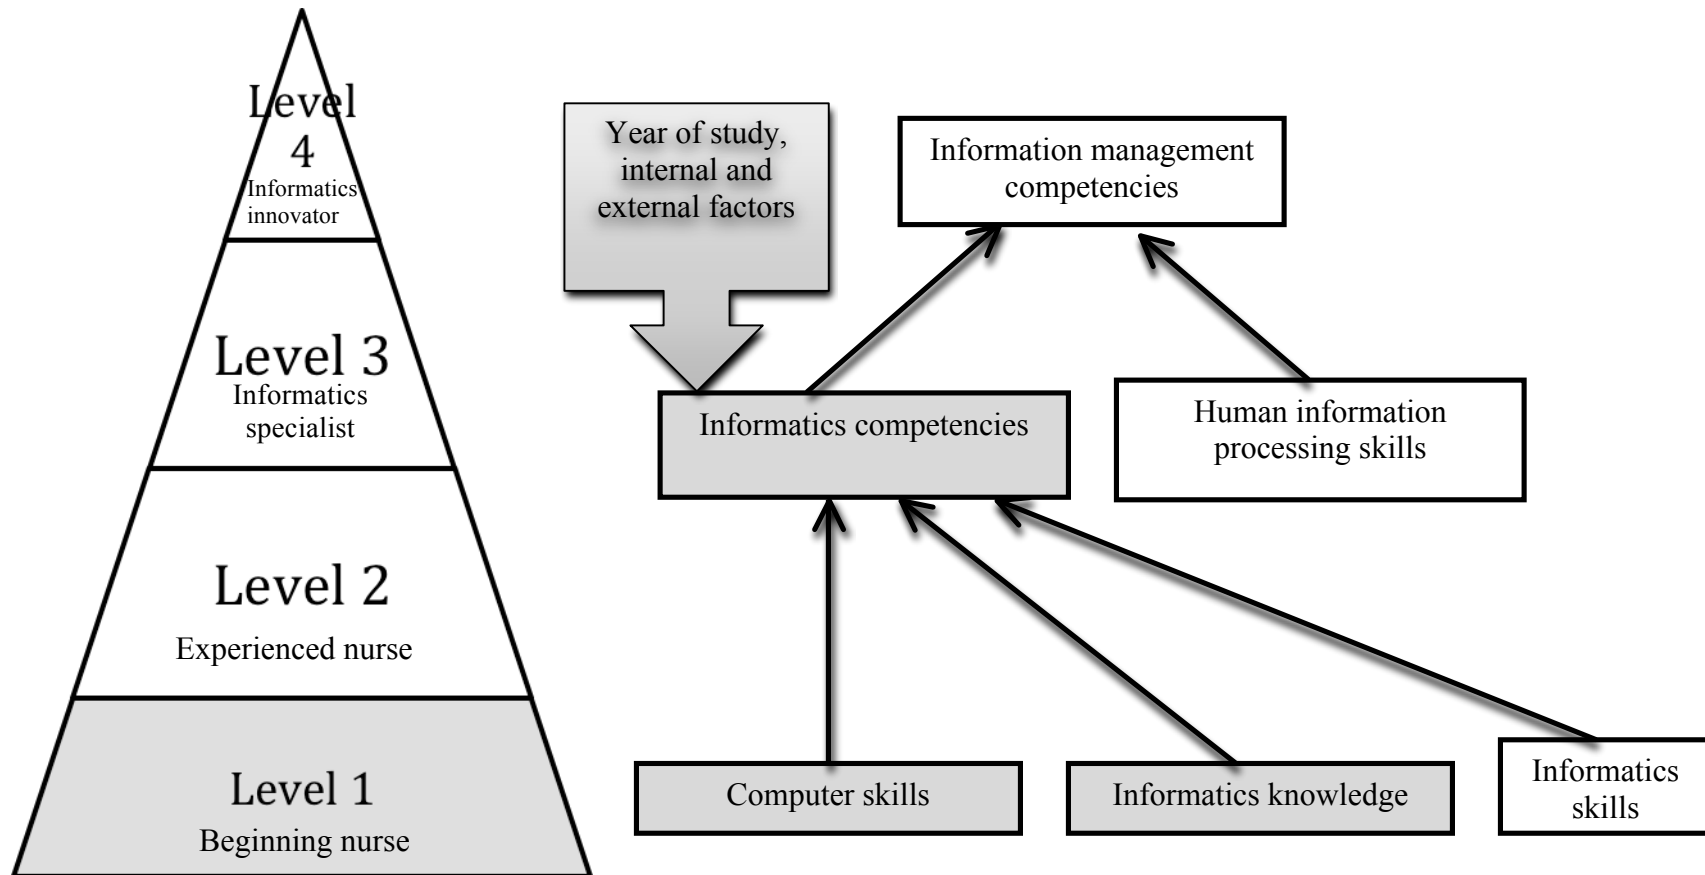 Level
4
Informatics
innovator
Level 3
Informatics
specialist
Level 2
Experienced nurse
Level 1
Beginning nurse
Year of study,
internal and
external factors
Information management
competencies
Informatics competencies
Human information
processing skills
Computer skills
Informatics knowledge
Informatics
skills